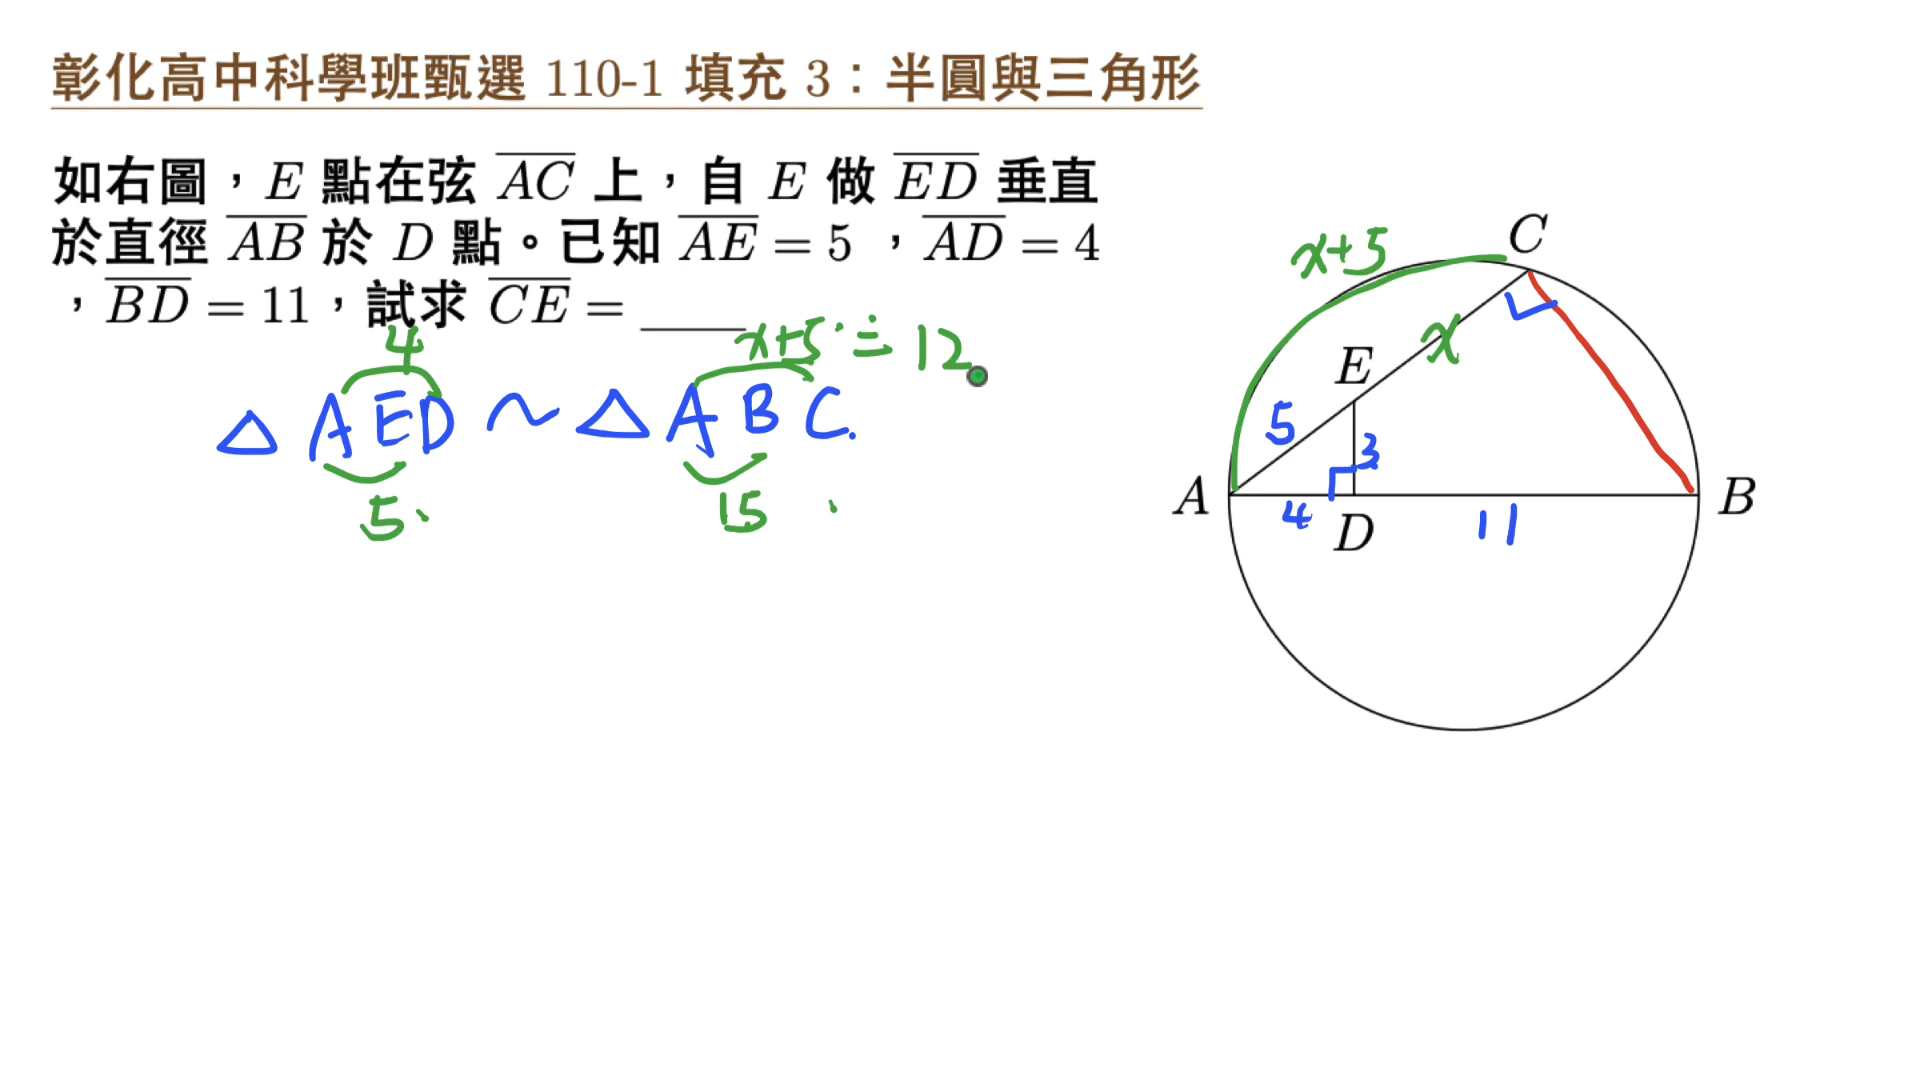 彰化高中科學班甄選 110-1 填充 3：半圓與三角形
如右圖，E 點在弦 AC 上，自 E 做 ED 垂直
於直徑 AB 於 D 點。已知 AE = 5 ，AD = 4
，BD = 11，試求 CE = ____
4
x+5 = 12
△AED ~ △ABC.
5
15
x+5
C
x
E
5
3
A
B
4
D
11